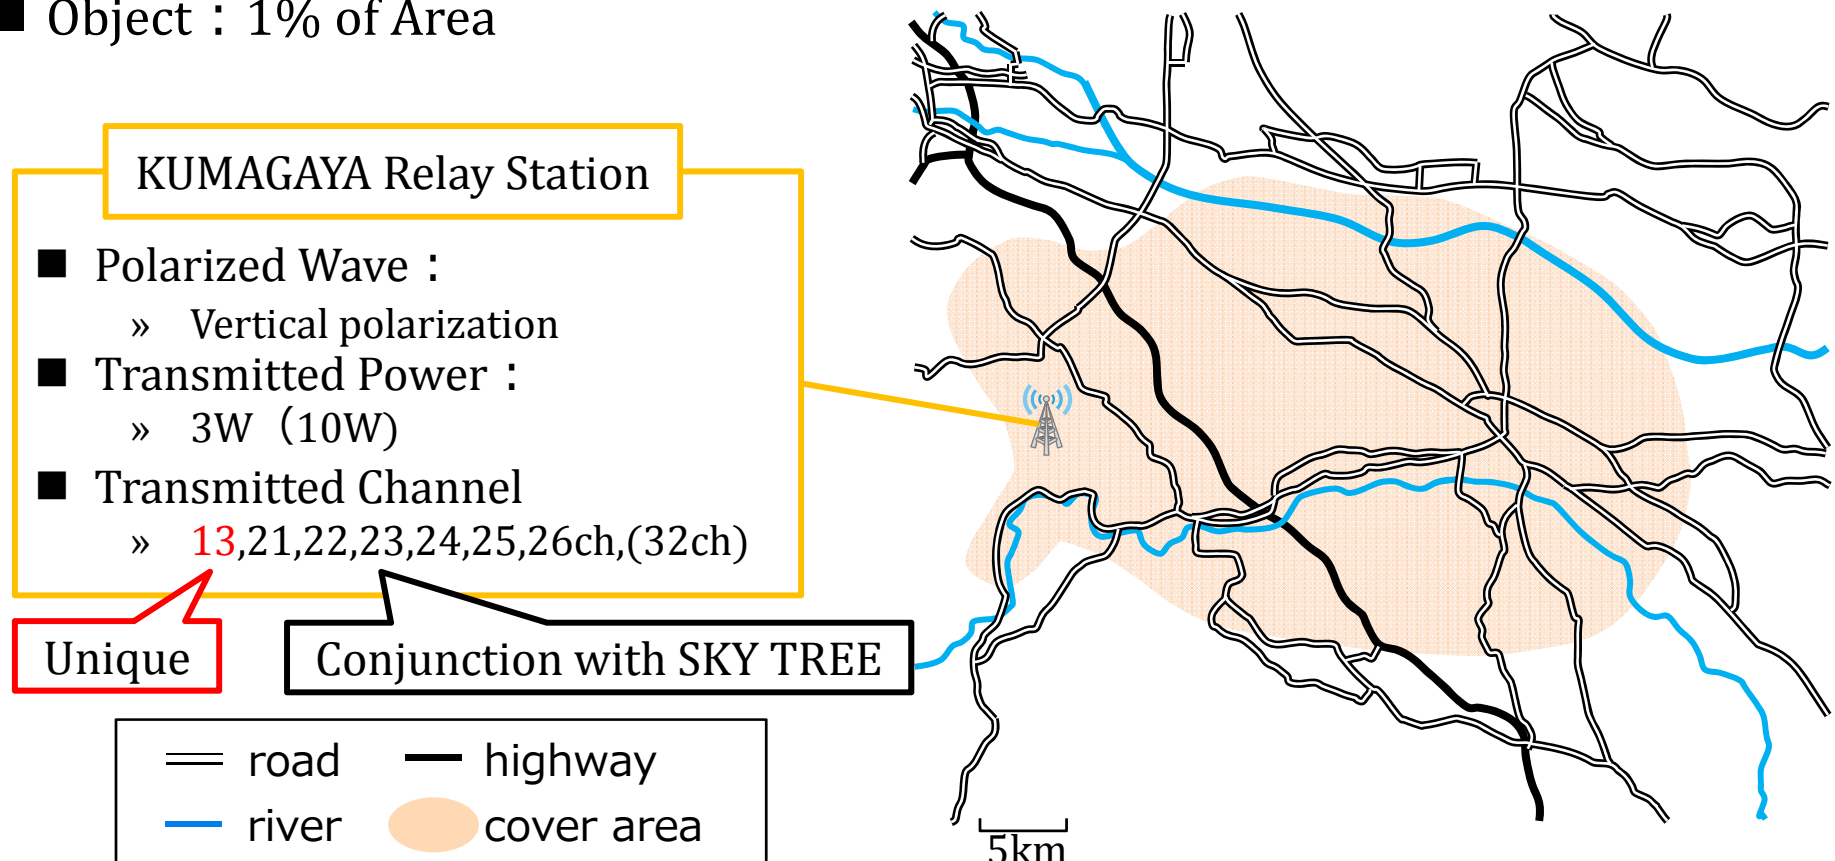 ■ Object：1% of Area
KUMAGAYA Relay Station
■ Polarized Wave：
» Vertical polarization
■ Transmitted Power：
» 3W（10W)
■ Transmitted Channel
» 13,21,22,23,24,25,26ch,(32ch)
Unique
Conjunction with SKY TREE
road
highway
river
cover area
5km